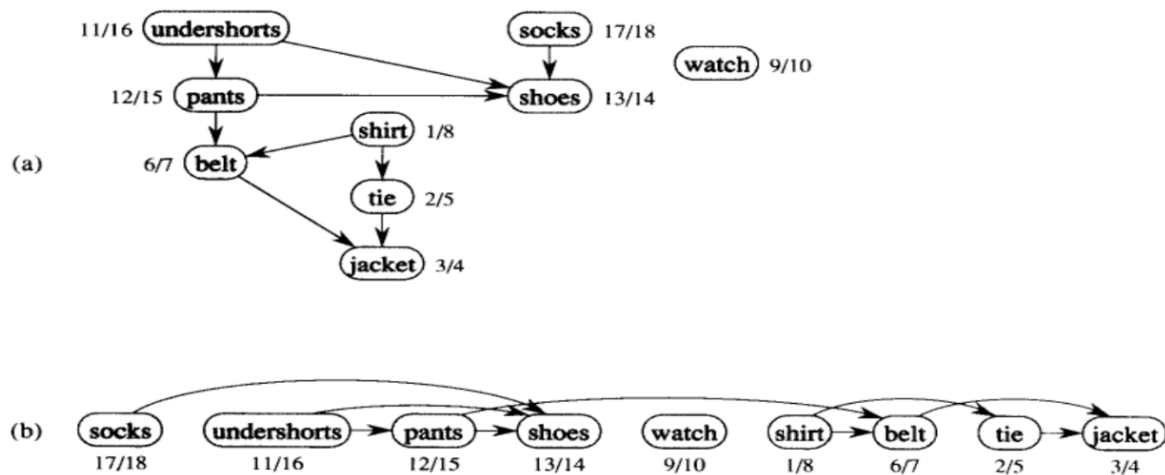 11/16 undershorts socks 17/18
watch 9/10
12/15 pants shoes 13/14
shirt 1/8
(a) 6/7 belt
tie 2/5
jacket 3/4
(b) socks undershorts pants shoes watch shirt belt tie jacket
17/18 11/16 12/15 13/14 9/10 1/8 6/7 2/5 3/4